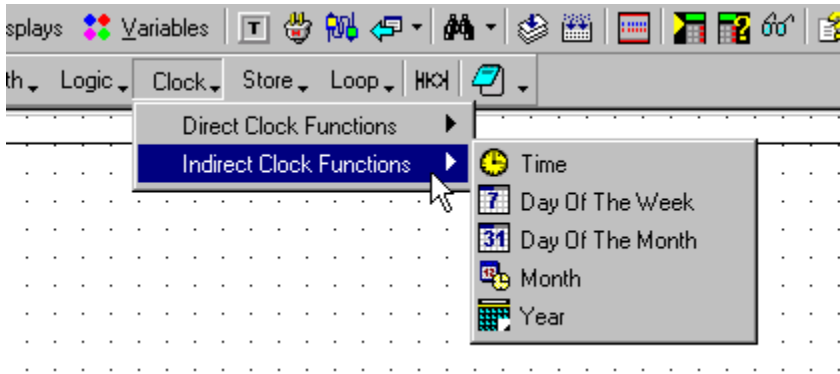 splays Variables T
th Logic Clock Store Loop
Direct Clock Functions
Indirect Clock Functions
Time
7 Day Of The Week
31 Day Of The Month
12 Month
Year